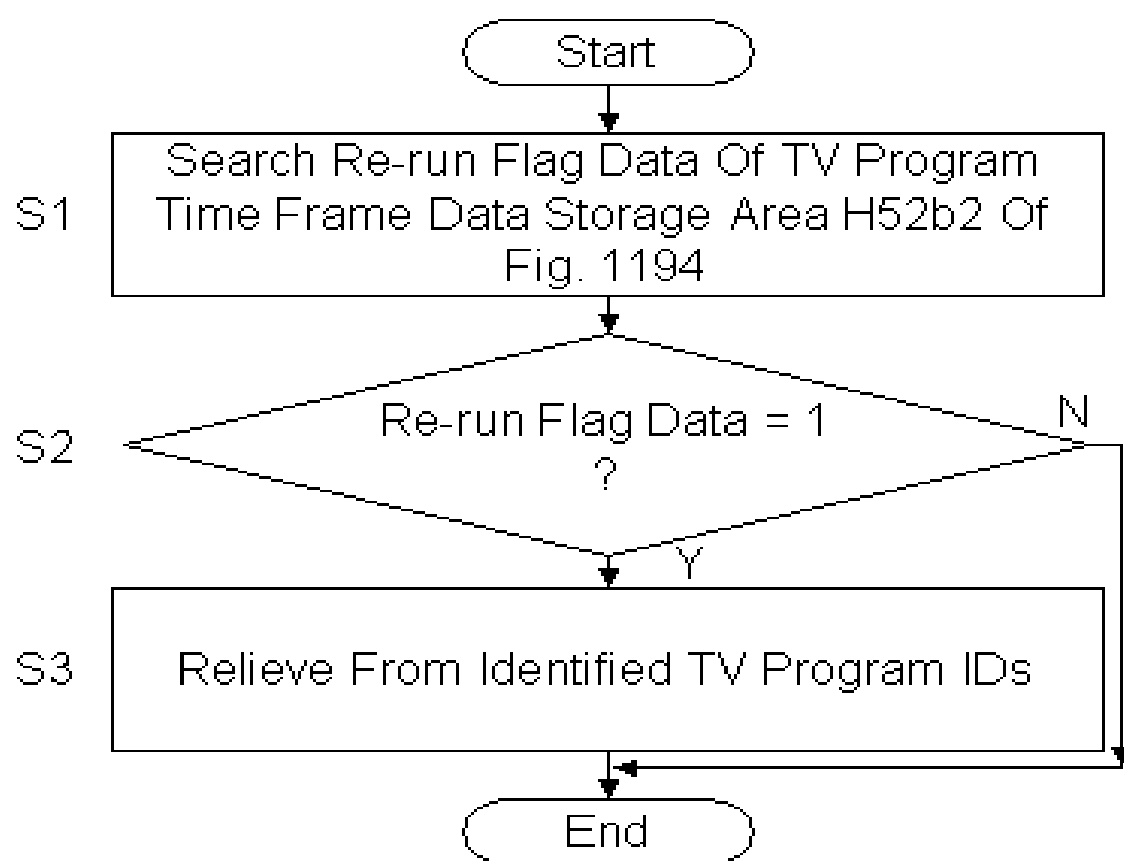 Start
S1
Search Re-run Flag Data Of TV Program
Time Frame Data Storage Area H52b2 Of
Fig. 1194
S2
Re-run Flag Data = 1
?
N
Y
S3
Relieve From Identified TV Program IDs
End